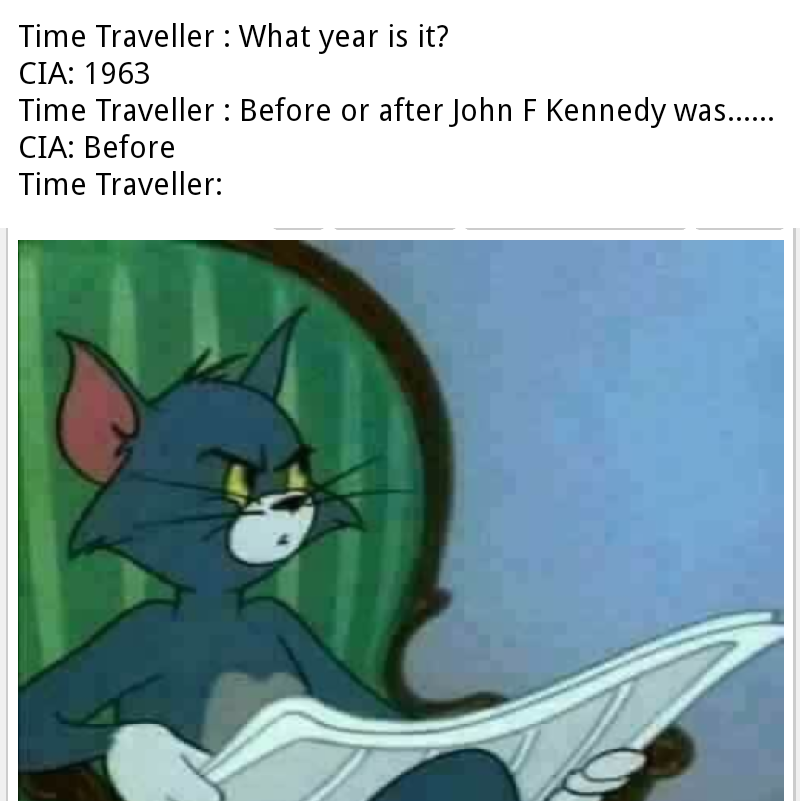 Time Traveller : What year is it?
CIA: 1963
Time Traveller : Before or after John F Kennedy was......
CIA: Before
Time Traveller: